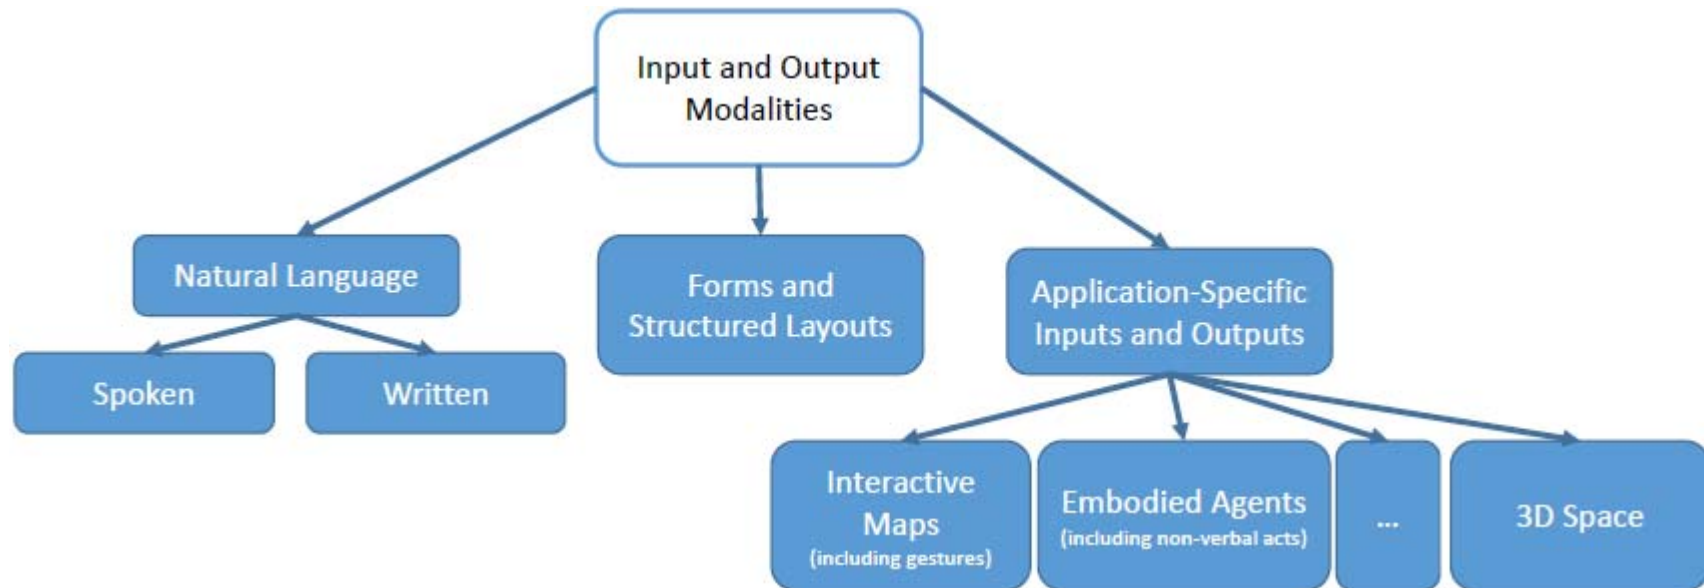 Input and Output
Modalities
Natural Language
Forms and
Structured Layouts
Application-Specific
Inputs and Outputs
Spoken
Written
Interactive
Maps
(including gestures)
Embodied Agents
(including non-verbal acts)
...
3D Space